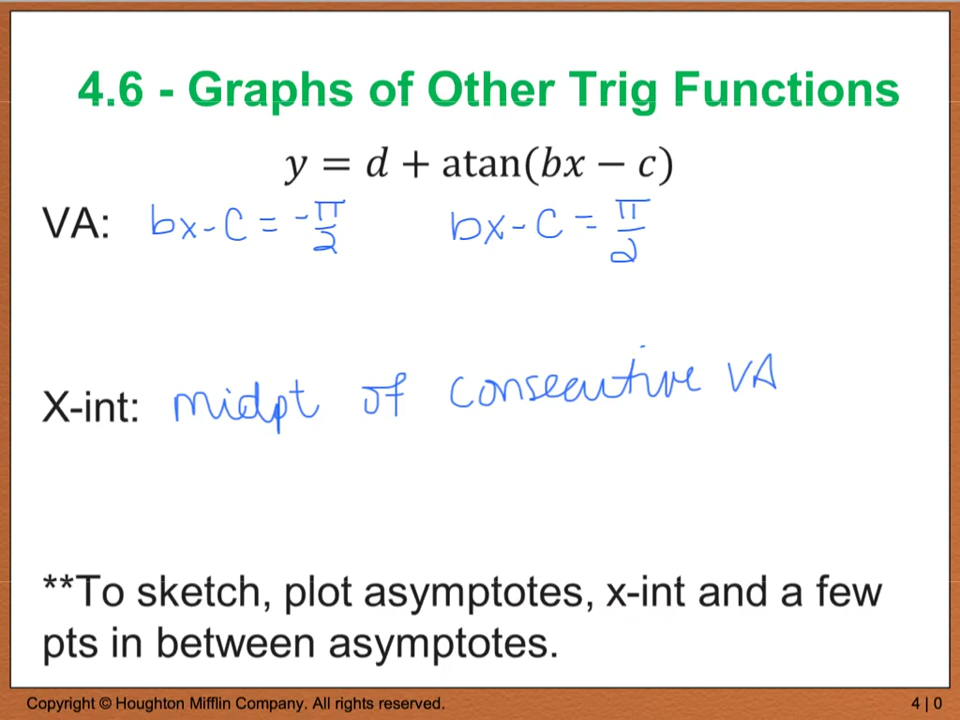 4.6 - Graphs of Other Trig Functions
y = d + atan(bx − c)
VA: bx - C = -π/2 bx - C = π/2
X-int: midpt of consecutive VA
**To sketch, plot asymptotes, x-int and a few
pts in between asymptotes.
Copyright © Houghton Mifflin Company. All rights reserved. 4 | 0